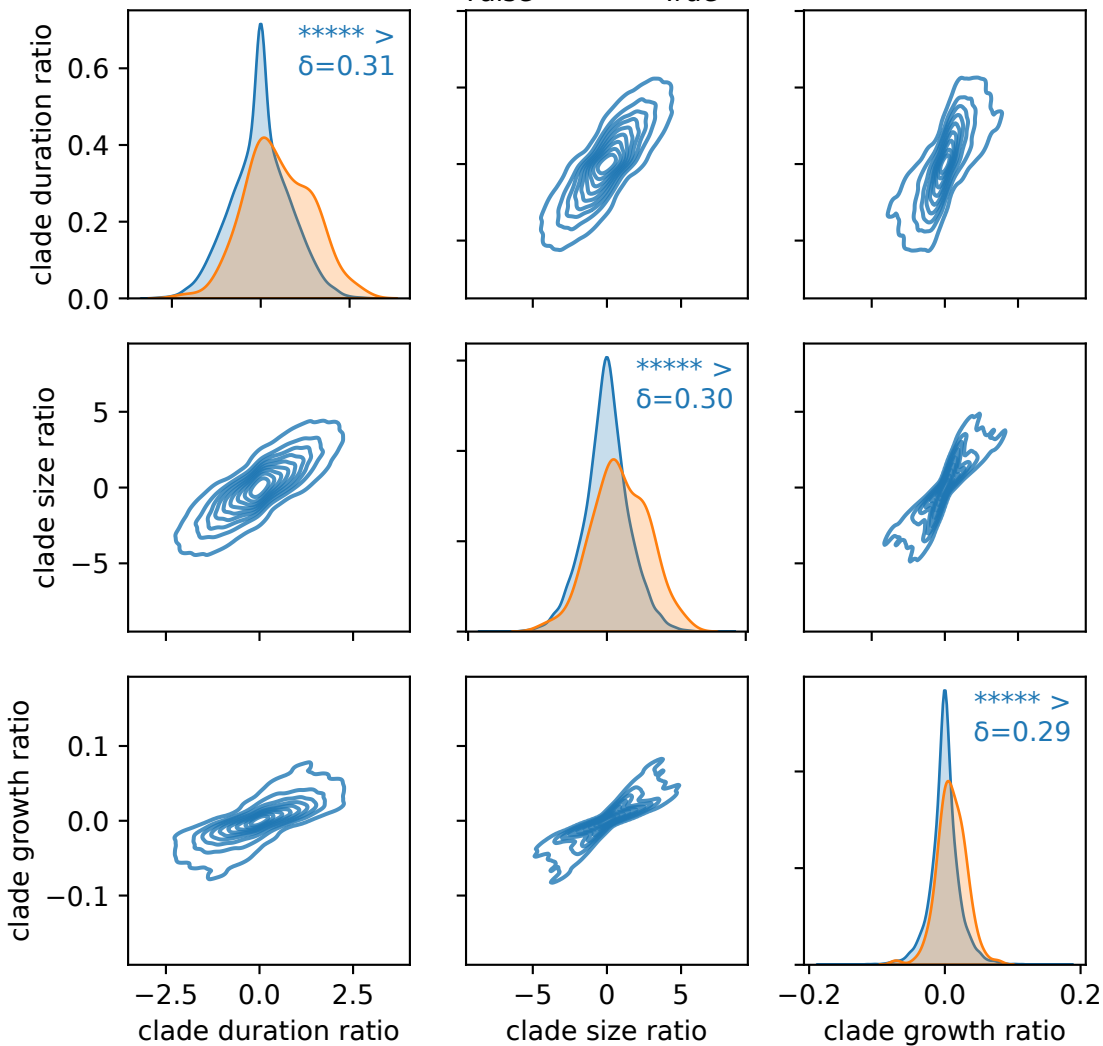 ***** >
δ=0.31
clade duration ratio
0.6
0.4
0.2
0.0
***** >
δ=0.30
clade size ratio
5
0
−5
***** >
δ=0.29
clade growth ratio
0.1
0.0
−0.1
−2.5 0.0 2.5
−5 0 5
−0.2 0.0 0.2
clade duration ratio
clade size ratio
clade growth ratio